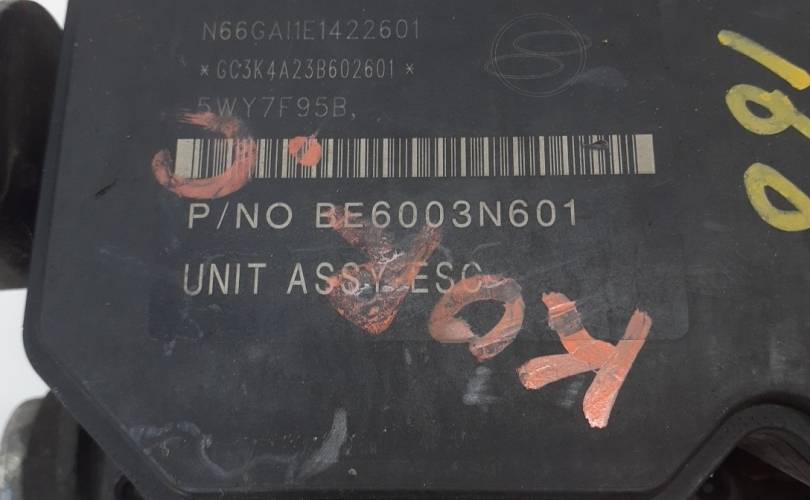 N66GAI1E1422601
*GC3K4A23B602601*
5WY7F95B,
P/NO BE6003N601
UNIT ASSY ESC